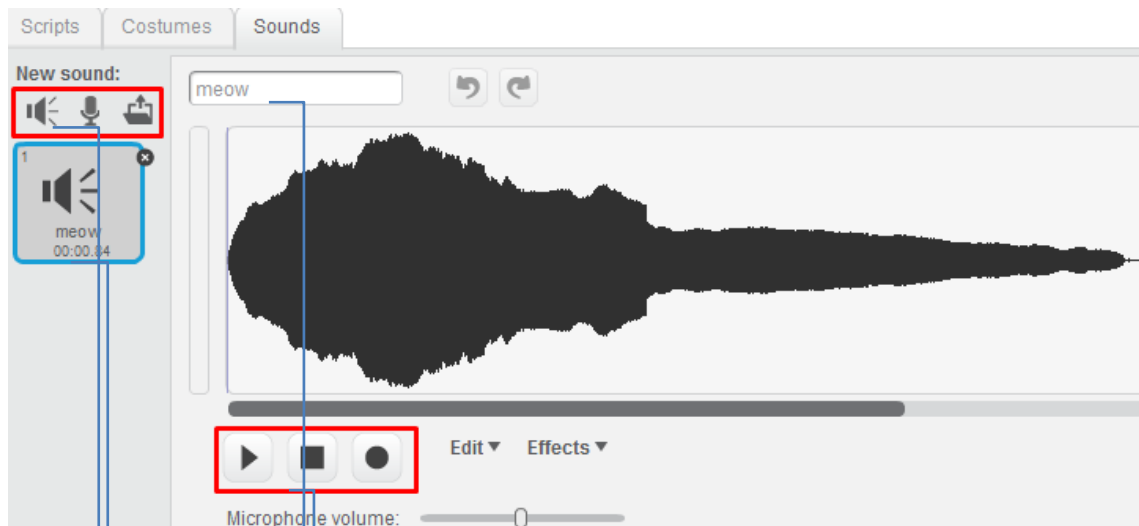 Scripts Costumes Sounds
New sound:
meow
1
meow
00:00.84
Edit Effects
Microphone volume: